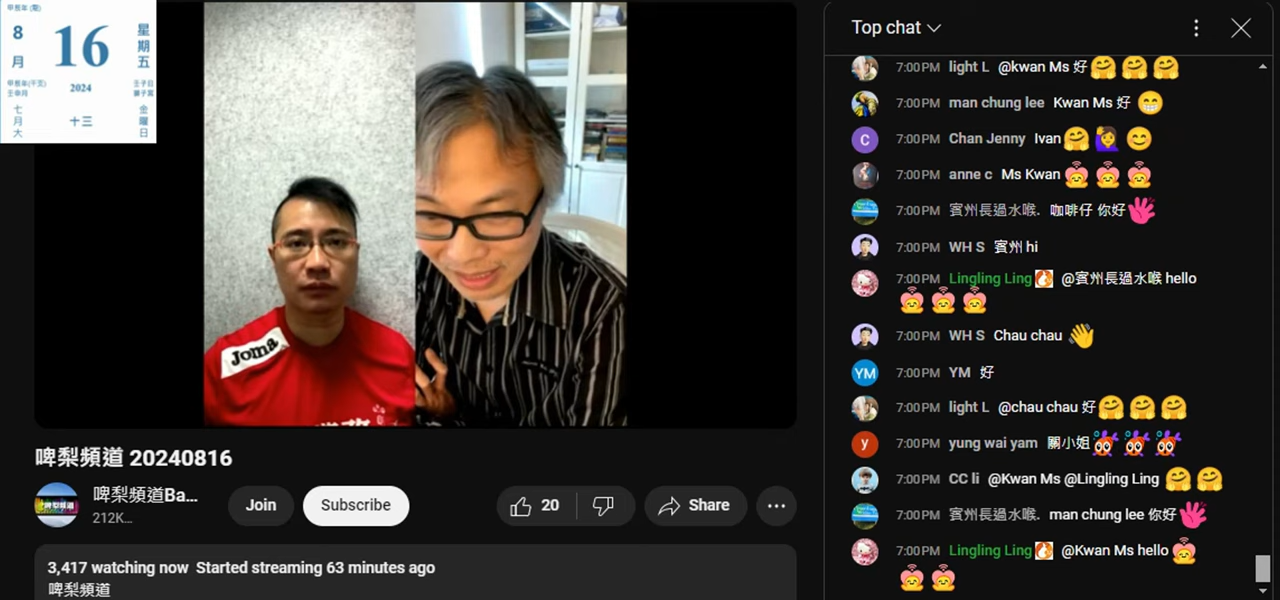 甲辰年(龍)
8
月
16
2024
十三
星期五
七月大
金曜日
Joma
啤梨頻道 20240816
啤梨頻道Ba...
212K...
Join
Subscribe
20
Share
3,417 watching now Started streaming 63 minutes ago
啤梨頻道
Top chat
7:00 PM light L @kwan Ms 好
7:00 PM man chung lee Kwan Ms 好
C 7:00 PM Chan Jenny Ivan
7:00 PM anne c Ms Kwan
7:00 PM 賓州長過水喉. 咖啡仔 你好
7:00 PM WH S 賓州 hi
7:00 PM Lingling Ling @賓州長過水喉 hello
7:00 PM WH S Chau chau
YM 7:00 PM YM 好
7:00 PM light L @chau chau 好
y 7:00 PM yung wai yam 關小姐
7:00 PM CC li @Kwan Ms @Lingling Ling
7:00 PM 賓州長過水喉. man chung lee 你好
7:00 PM Lingling Ling @Kwan Ms hello